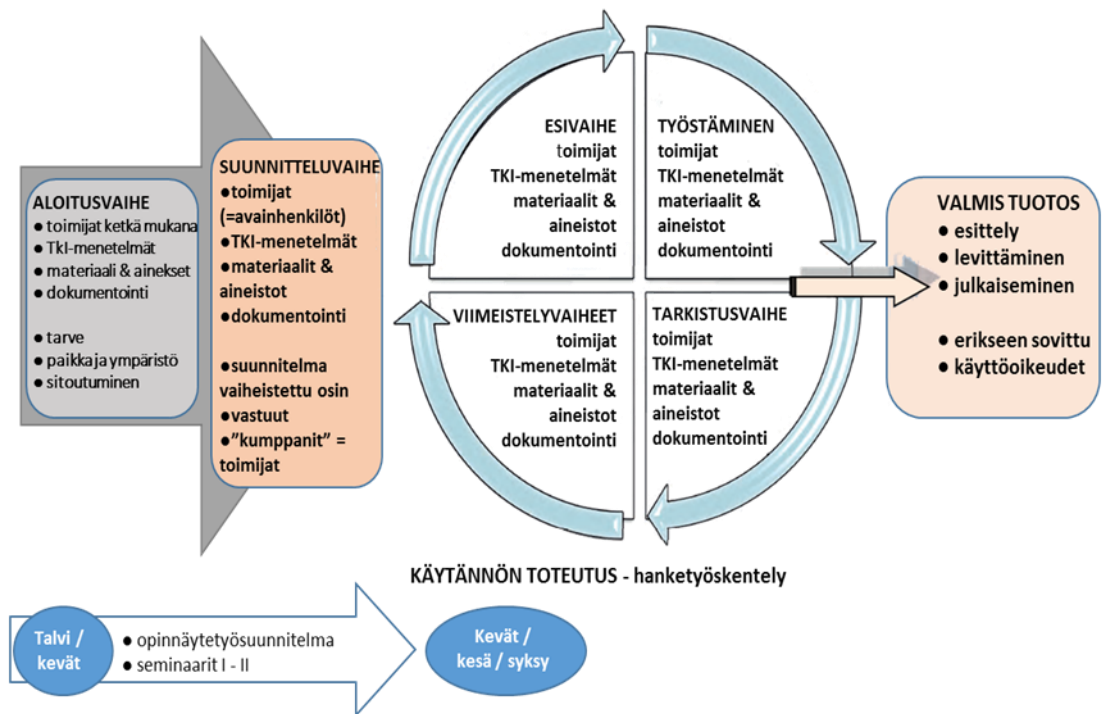 ALOITUSVAIHE
● toimijat ketkä mukana
● TKI-menetelmät
● materiaali & ainekset
● dokumentointi
● tarve
● paikka ja ympäristö
● sitoutuminen
SUUNNITTELUVAIHE
●toimijat
(=avainhenkilöt)
●TKI-menetelmät
●materiaalit &
aineistot
●dokumentointi
●suunnitelma
vaiheistettu osin
●vastuut
●”kumppanit” =
toimijat
ESIVAIHE
toimijat
TKI-menetelmät
materiaalit &
aineistot
dokumentointi
TYÖSTÄMINEN
toimijat
TKI-menetelmät
materiaalit &
aineistot
dokumentointi
VIIMEISTELYVAIHEET
toimijat
TKI-menetelmät
materiaalit &
aineistot
dokumentointi
TARKISTUSVAIHE
toimijat
TKI-menetelmät
materiaalit &
aineistot
dokumentointi
VALMIS TUOTOS
● esittely
● levittäminen
● julkaiseminen
● erikseen sovittu
● käyttöoikeudet
KÄYTÄNNÖN TOTEUTUS - hanketyöskentely
Talvi /
kevät
● opinnäytetyösuunnitelma
● seminaarit I - II
Kevät /
kesä / syksy